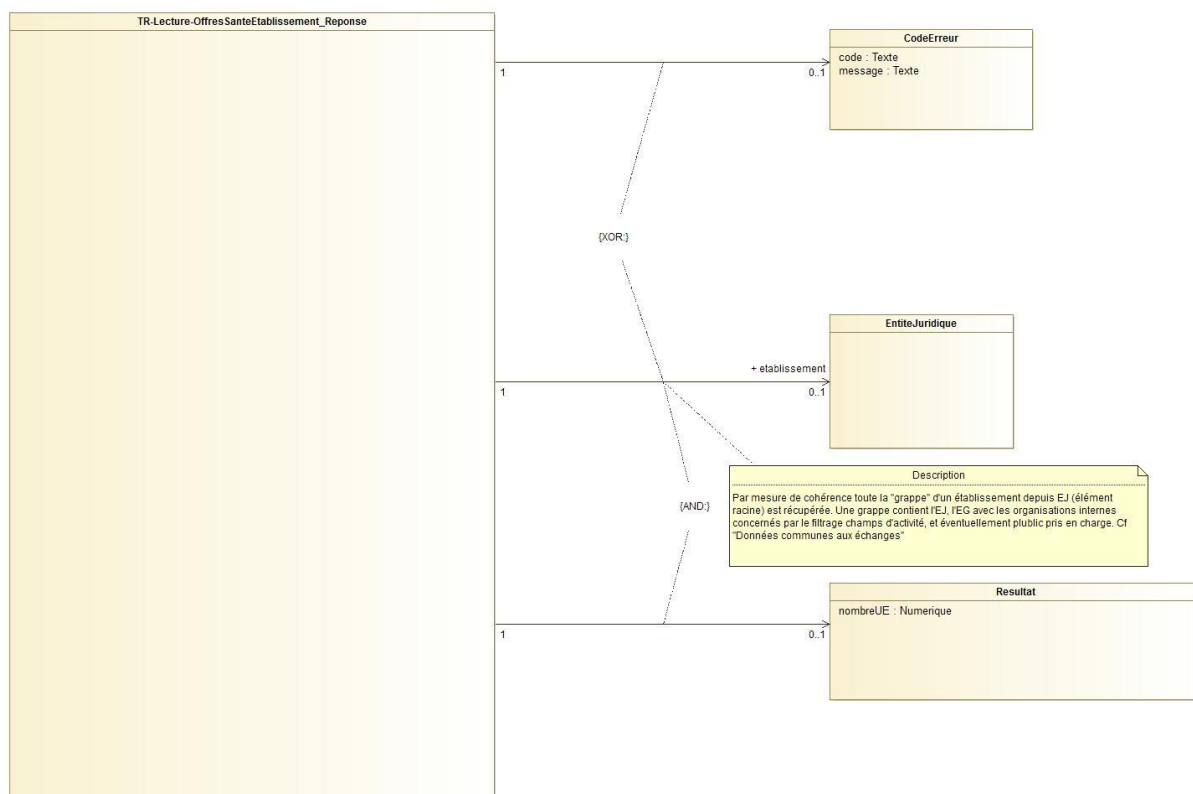 TR-Lecture-OffresSanteEtablissement_Reponse
CodeErreur
code : Texte
message : Texte
1
0..1
{XOR:}
EntiteJuridique
+ etablissement
1
0..1
Description
Par mesure de cohérence toute la "grappe" d'un établissement depuis EJ (élément
racine) est récupérée. Une grappe contient l'EJ, l'EG avec les organisations internes
concernés par le filtrage champs d'activité, et éventuellement plublic pris en charge. Cf
"Données communes aux échanges"
{AND:}
Resultat
nombreUE : Numerique
1
0..1